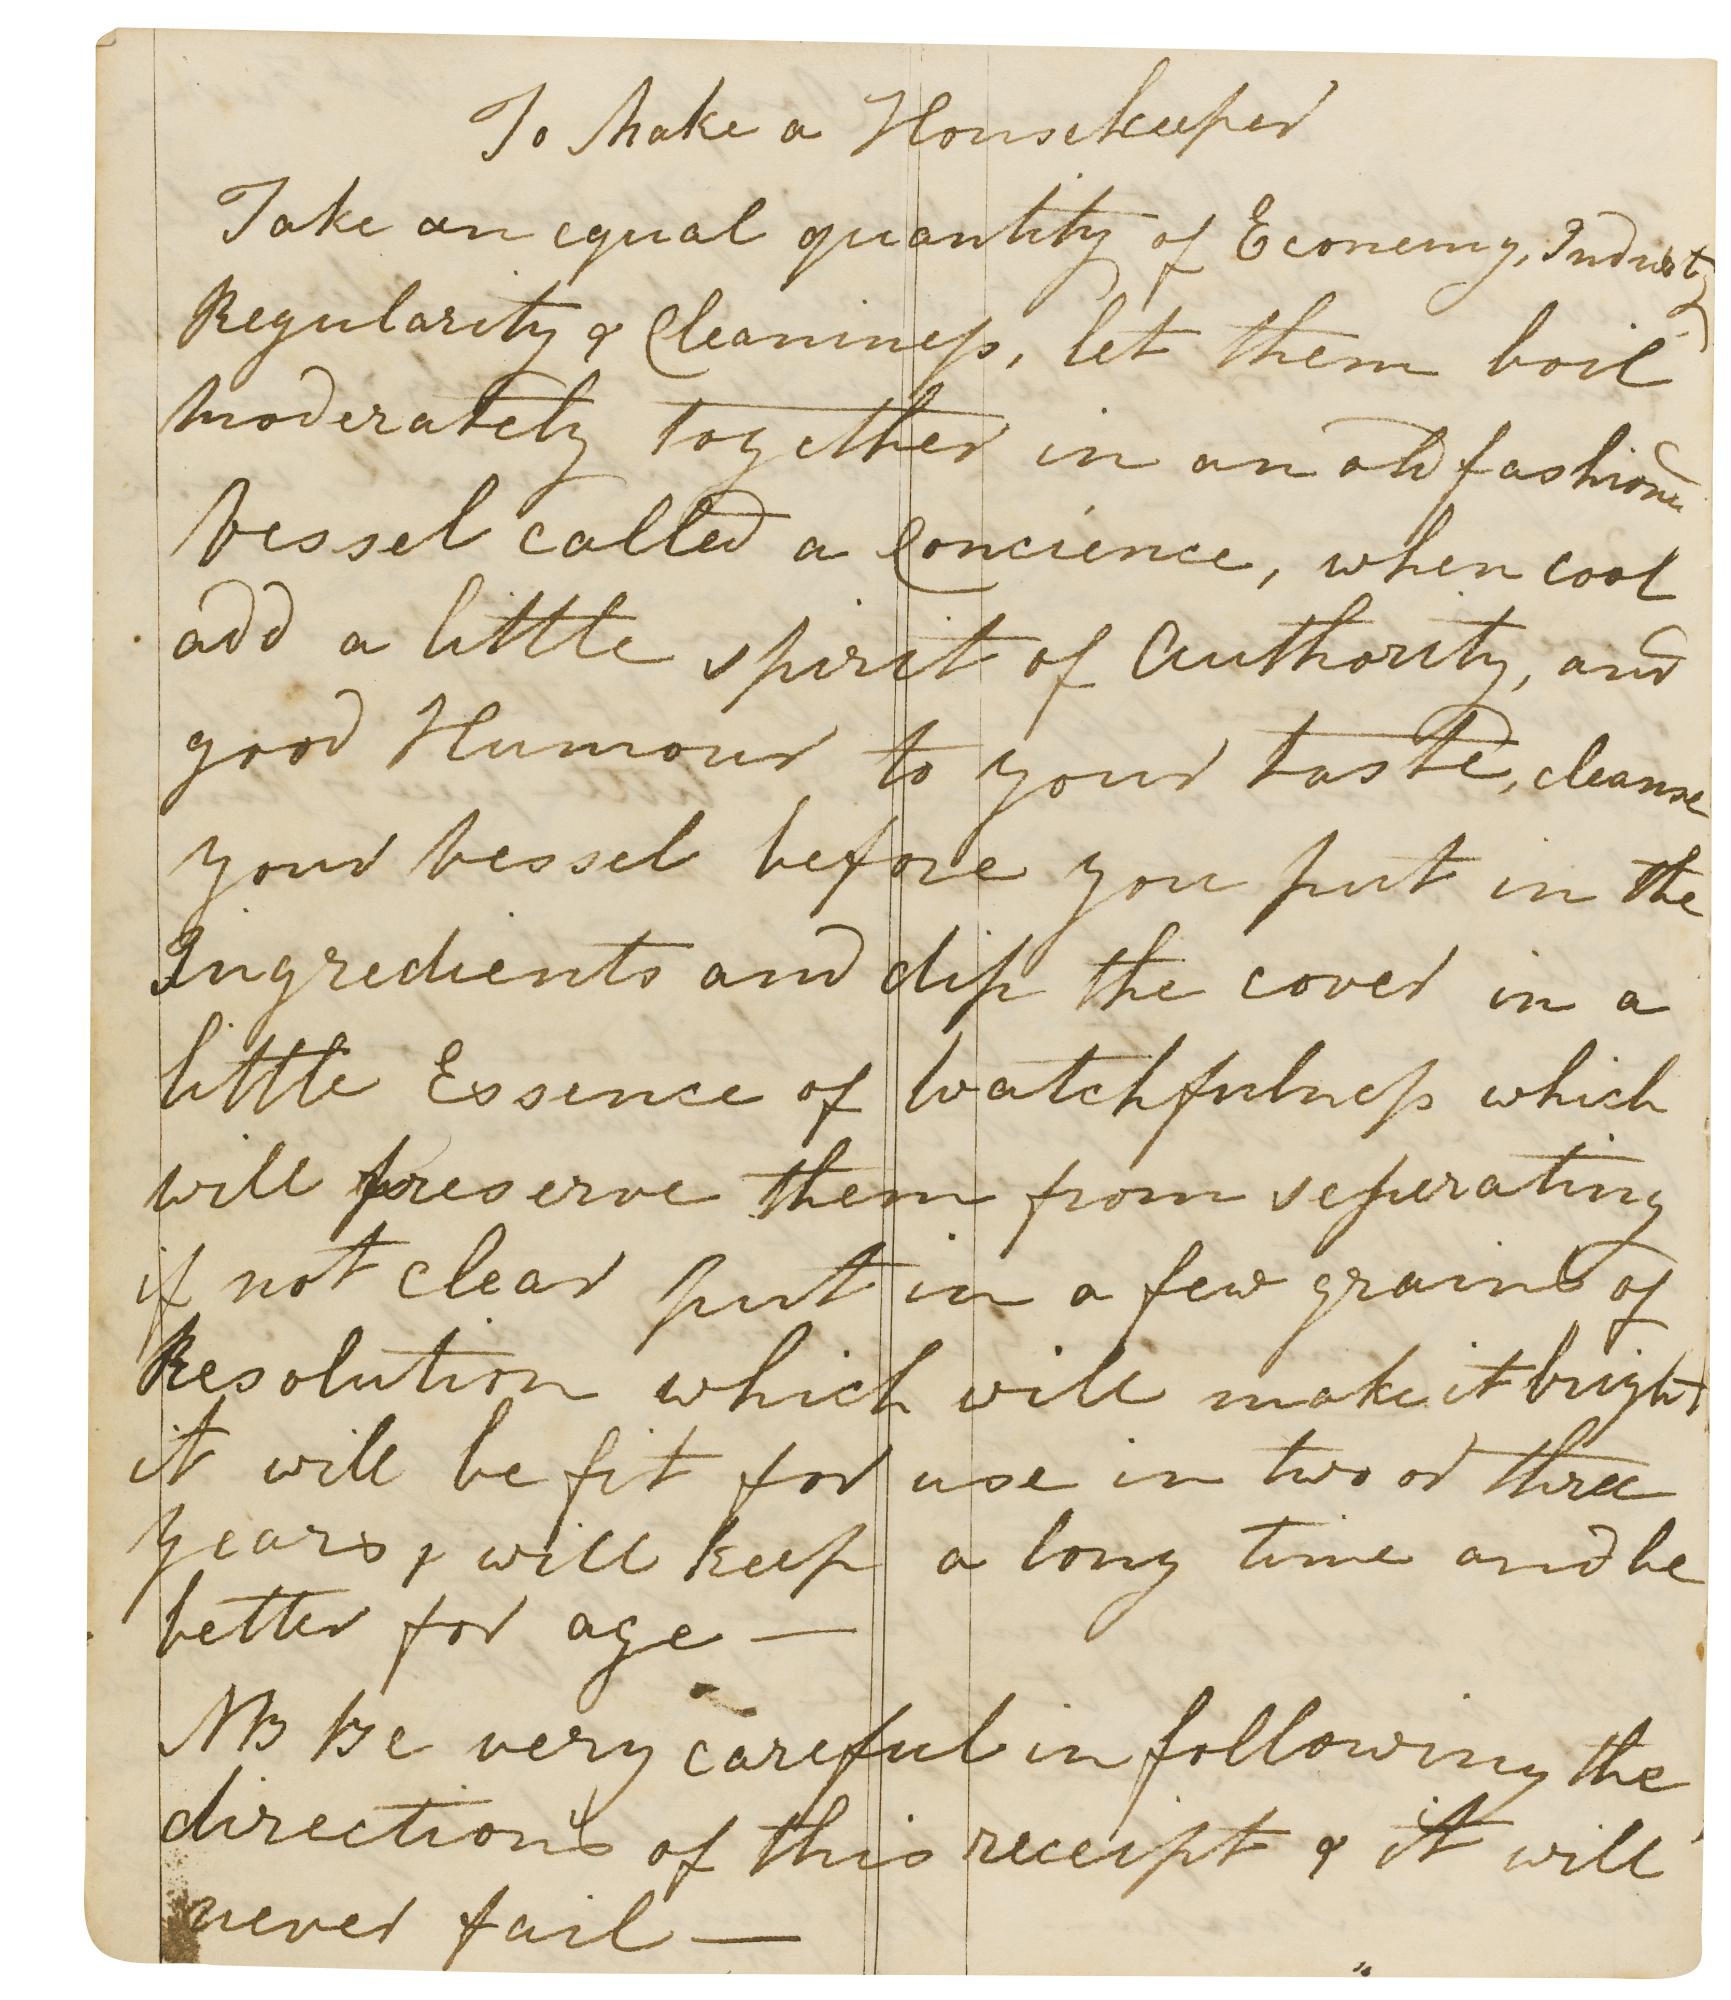 To Make a Housekeeper
Take an equal quantity of Economy, Industry
Regularity & Cleaniness, let them boil
moderately together in an old fashiond
Vessel called a Concience, when cool
add a little spirit of Authority, and
good Humour to your taste, cleanse
your vessel before you put in the
Ingredients and dip the cover in a
little Essence of Watchfulness which
will preserve them from seperating
if not clear put in a few grains of
Resolution which will make it bright
it will be fit for use in two or three
years, & will keep a long time and be
better for age —
NB Be very careful in following the
directions of this receipt & it will
never fail —